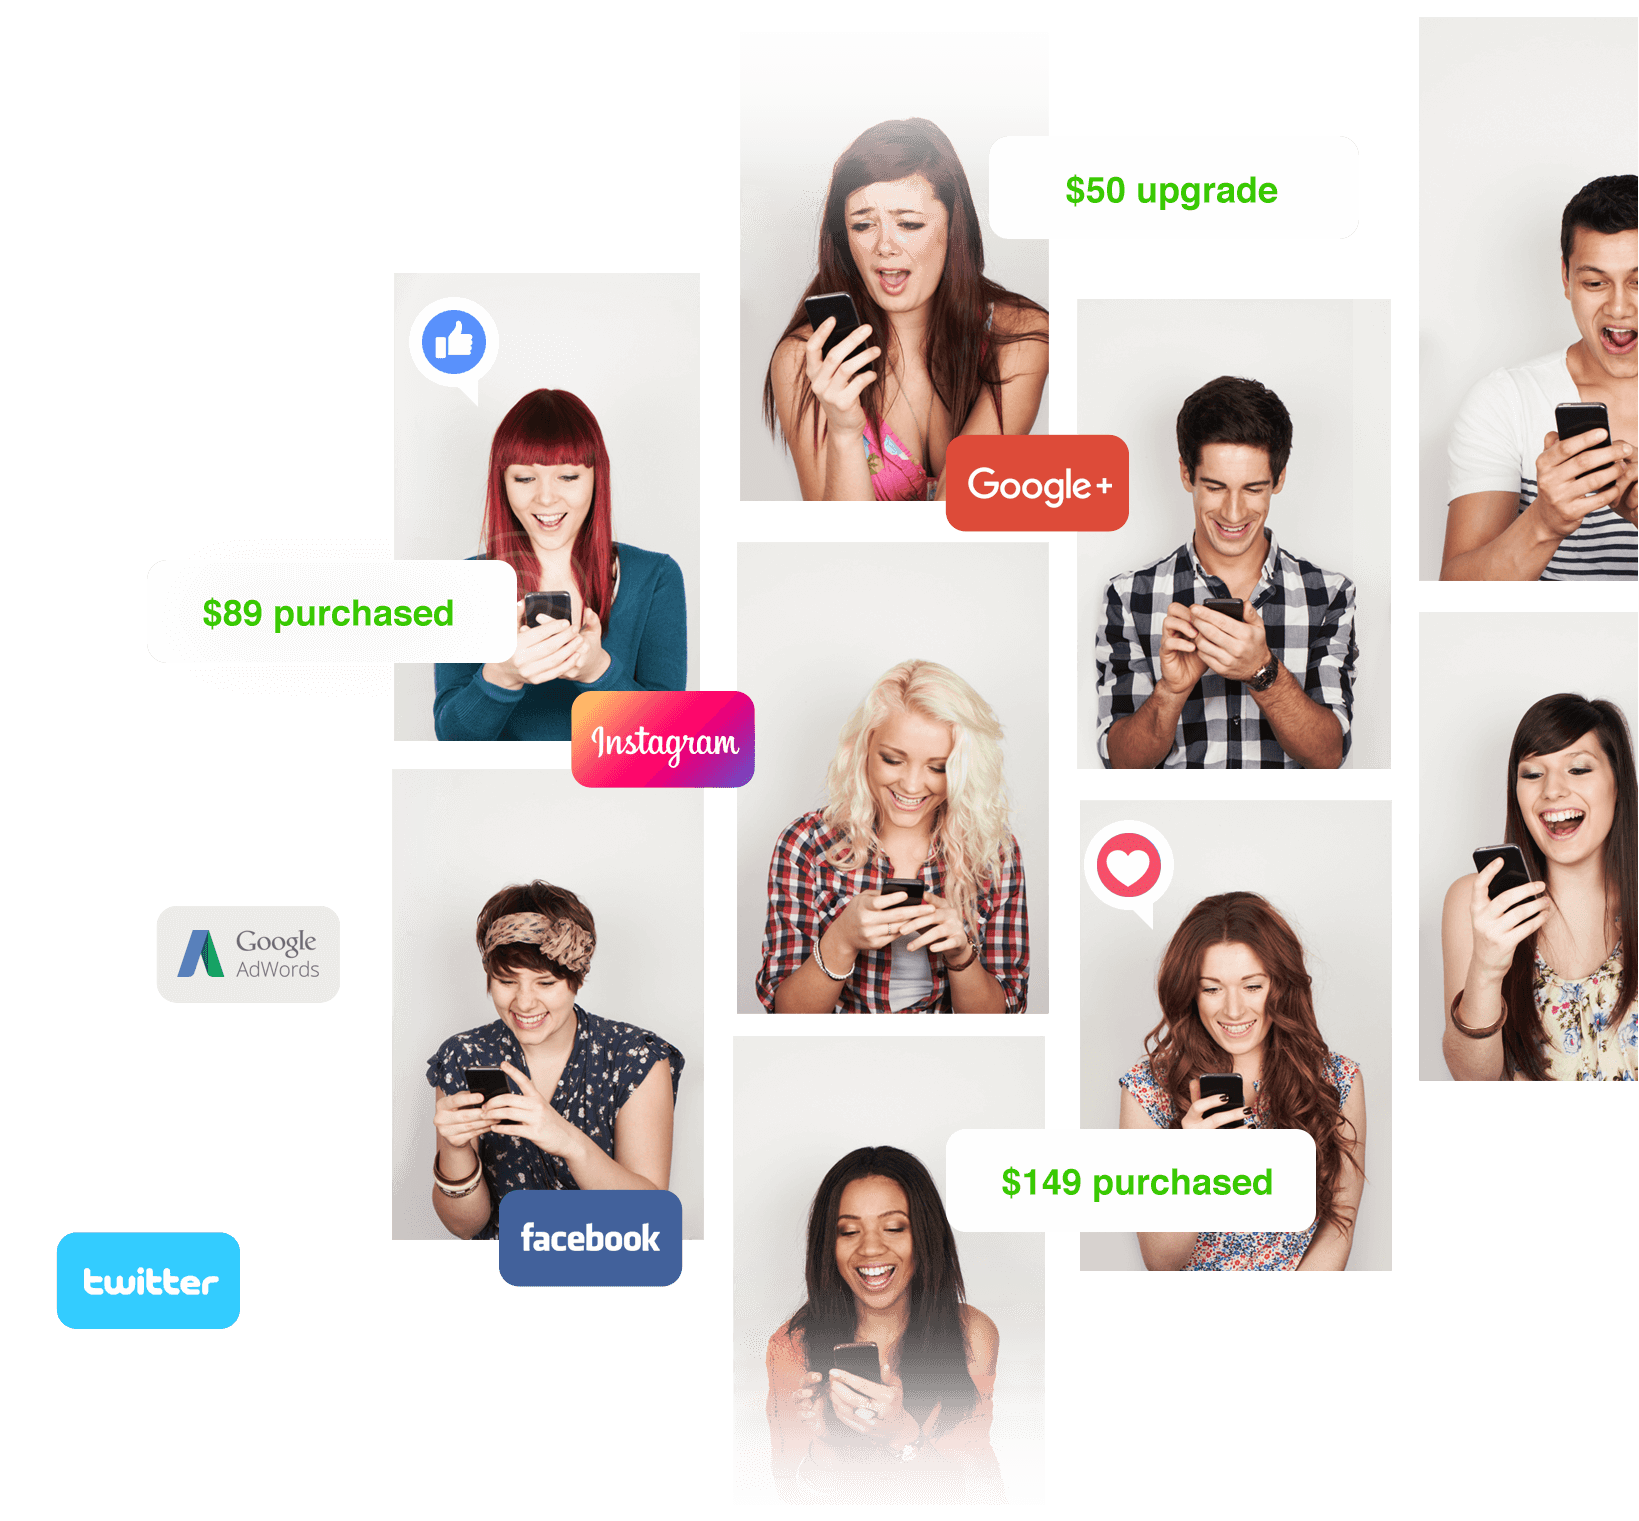 $50 upgrade
Google+
$89 purchased
Instagram
Google
AdWords
$149 purchased
facebook
twitter